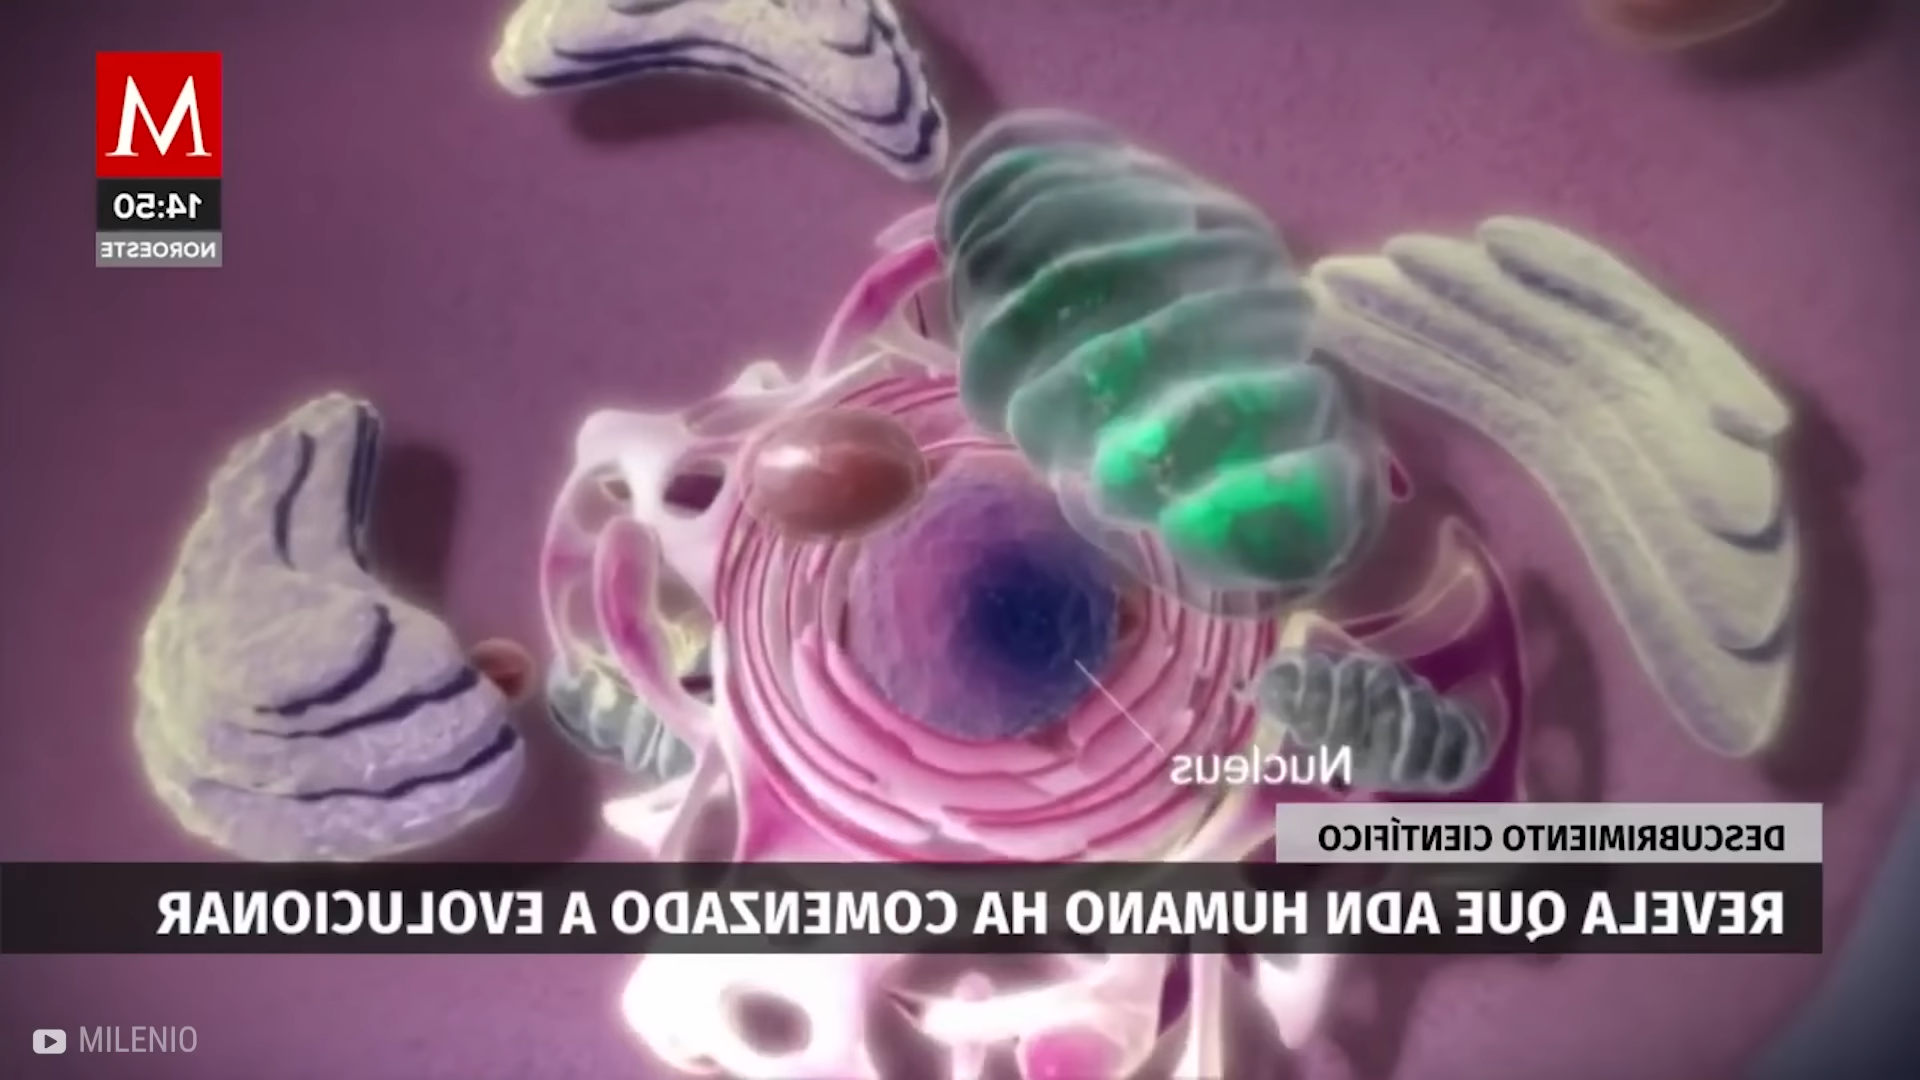 M
14:50
NOROESTE
Nucleus
DESCUBRIMIENTO CIENTÍFICO
REVELA QUE ADN HUMANO HA COMENZADO A EVOLUCIONAR
MILENIO